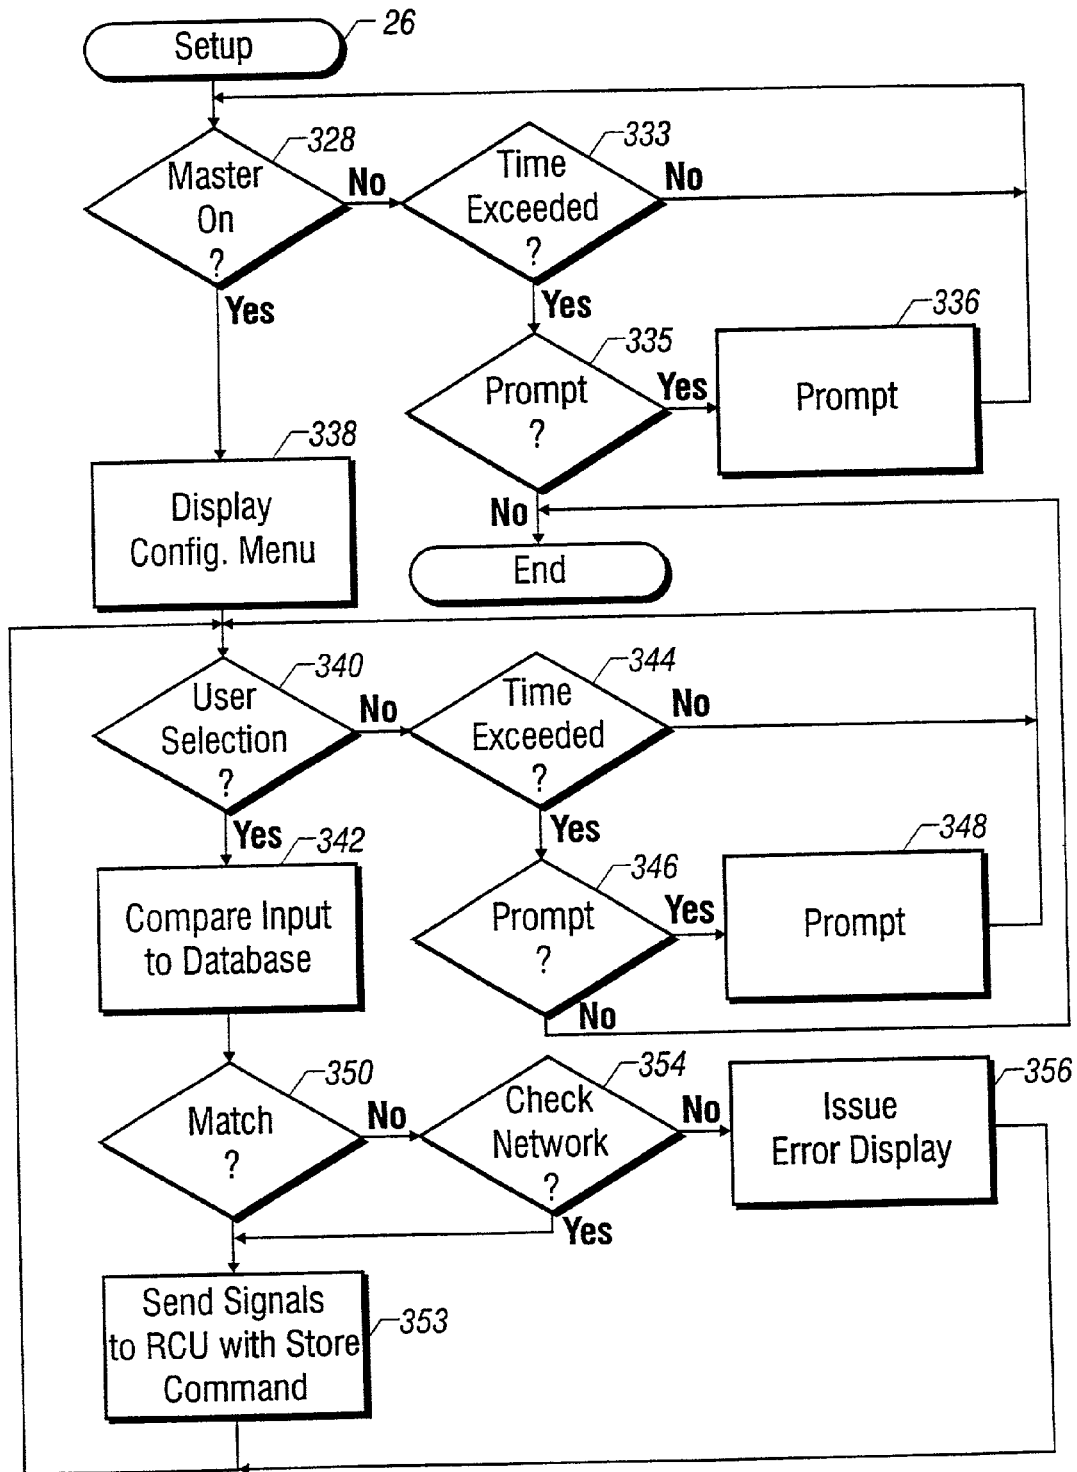 Setup
26
Master
On
?
328
No
Time
Exceeded
?
333
No
Yes
Yes
Prompt
?
335
Yes
Prompt
336
No
End
Display
Config. Menu
338
User
Selection
?
340
No
Time
Exceeded
?
344
No
Yes
Yes
Compare Input
to Database
342
Prompt
?
346
Yes
Prompt
348
No
Match
?
350
No
Check
Network
?
354
No
Issue
Error Display
356
Yes
Send Signals
to RCU with Store
Command
353